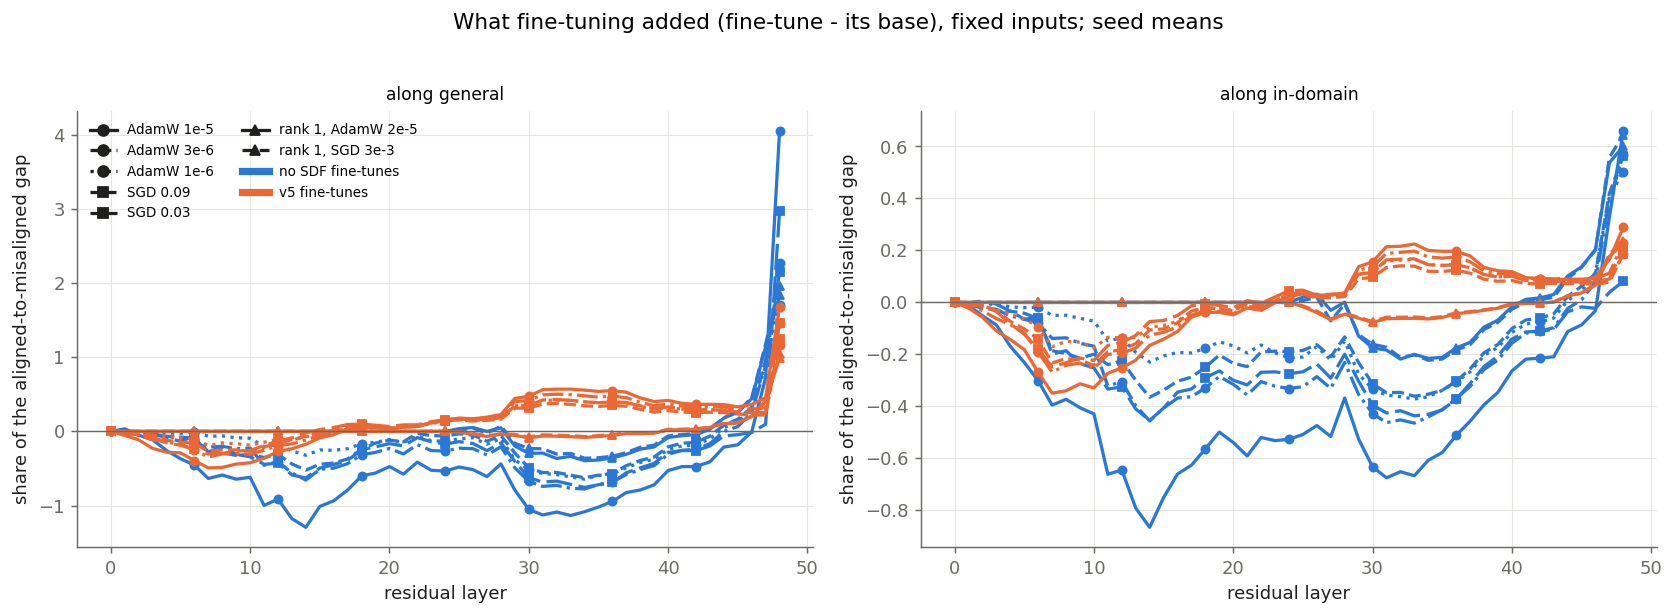 What fine-tuning added (fine-tune - its base), fixed inputs; seed means
along general
share of the aligned-to-misaligned gap
4
3
2
1
0
−1
AdamW 1e-5
AdamW 3e-6
AdamW 1e-6
SGD 0.09
SGD 0.03
rank 1, AdamW 2e-5
rank 1, SGD 3e-3
no SDF fine-tunes
v5 fine-tunes
0 10 20 30 40 50
residual layer
along in-domain
share of the aligned-to-misaligned gap
0.6
0.4
0.2
0.0
−0.2
−0.4
−0.6
−0.8
0 10 20 30 40 50
residual layer